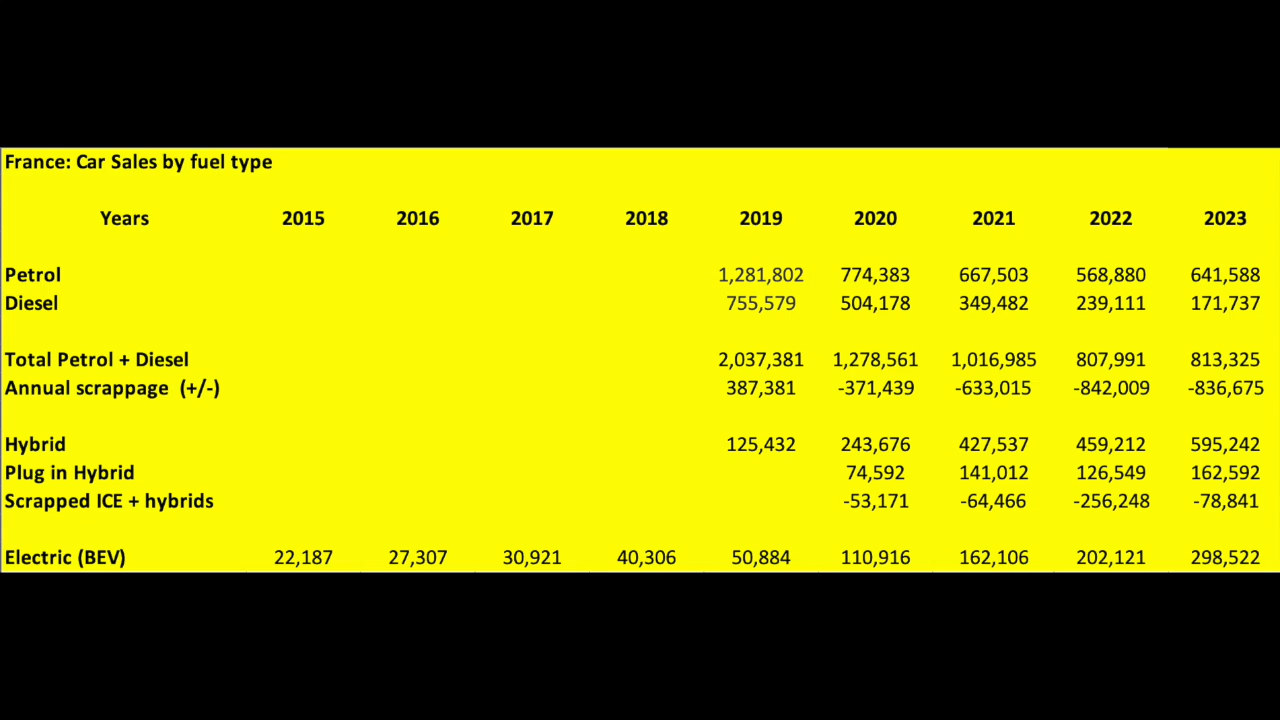 France: Car Sales by fuel type
Years 2015 2016 2017 2018 2019 2020 2021 2022 2023
Petrol 1,281,802 774,383 667,503 568,880 641,588
Diesel 755,579 504,178 349,482 239,111 171,737
Total Petrol + Diesel 2,037,381 1,278,561 1,016,985 807,991 813,325
Annual scrappage (+/-) 387,381 -371,439 -633,015 -842,009 -836,675
Hybrid 125,432 243,676 427,537 459,212 595,242
Plug in Hybrid 74,592 141,012 126,549 162,592
Scrapped ICE + hybrids -53,171 -64,466 -256,248 -78,841
Electric (BEV) 22,187 27,307 30,921 40,306 50,884 110,916 162,106 202,121 298,522